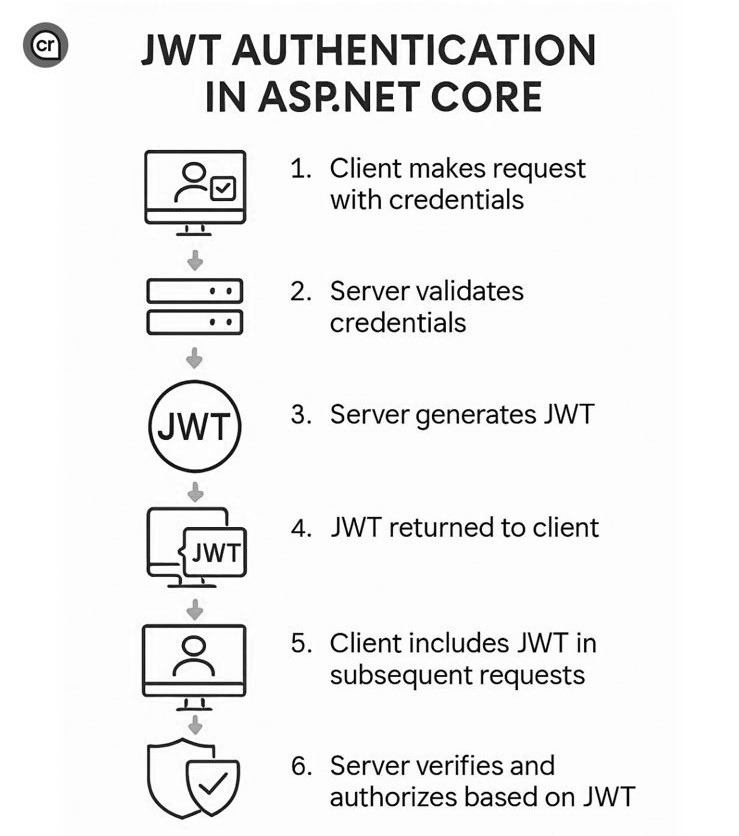 cr
JWT AUTHENTICATION
IN ASP.NET CORE
1. Client makes request
with credentials
2. Server validates
credentials
JWT
3. Server generates JWT
JWT
4. JWT returned to client
5. Client includes JWT in
subsequent requests
6. Server verifies and
authorizes based on JWT